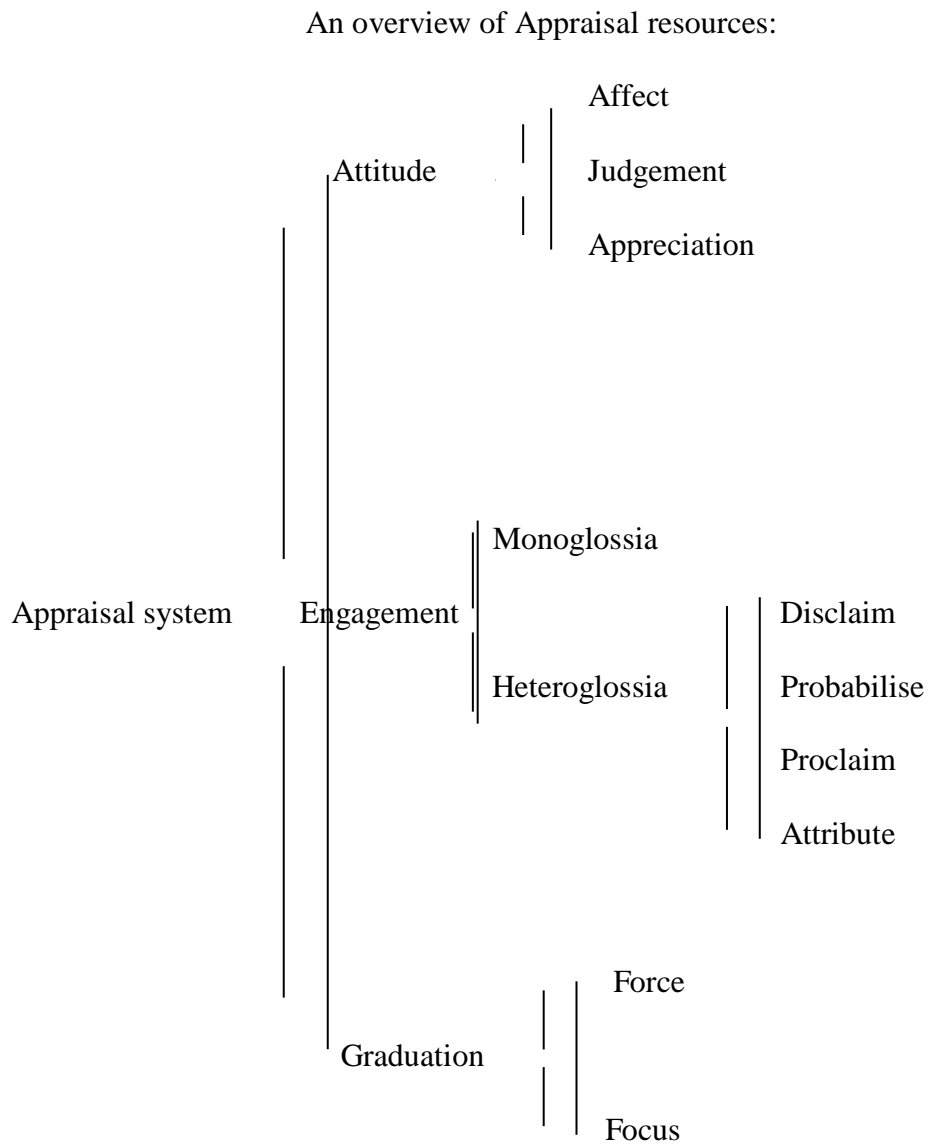 An overview of Appraisal resources:
Affect
Attitude Judgement
Appreciation
Monoglossia
Appraisal system Engagement Disclaim
Heteroglossia Probabilise
Proclaim
Attribute
Force
Graduation
Focus